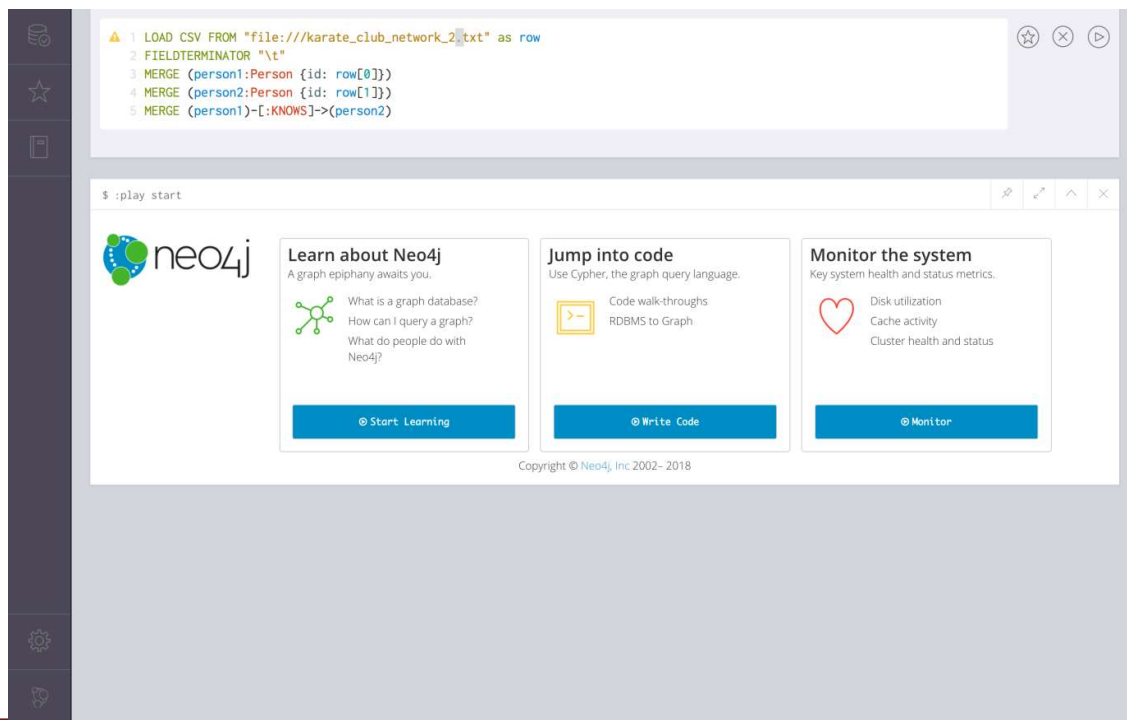 1 LOAD CSV FROM "file:///karate_club_network_2.txt" as row
2 FIELDTERMINATOR "\t"
3 MERGE (person1:Person {id: row[0]})
4 MERGE (person2:Person {id: row[1]})
5 MERGE (person1)-[:KNOWS]->(person2)
$ :play start
neo4j
Learn about Neo4j
A graph epiphany awaits you.
What is a graph database?
How can I query a graph?
What do people do with
Neo4j?
Start Learning
Jump into code
Use Cypher, the graph query language.
Code walk-throughs
RDBMS to Graph
Write Code
Monitor the system
Key system health and status metrics.
Disk utilization
Cache activity
Cluster health and status
Monitor
Copyright © Neo4j, Inc 2002– 2018